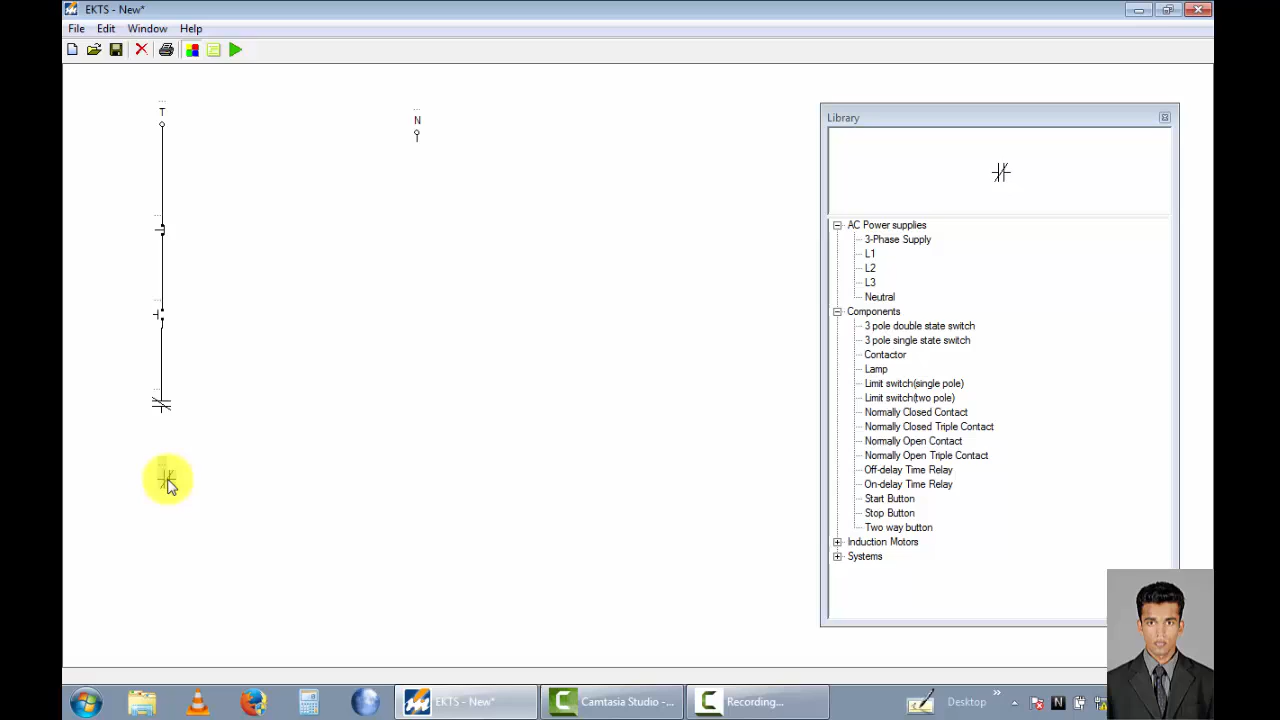 EKTS - New*
File Edit Window Help
T
N
Library
AC Power supplies
3-Phase Supply
L1
L2
L3
Neutral
Components
3 pole double state switch
3 pole single state switch
Contactor
Lamp
Limit switch(single pole)
Limit switch(two pole)
Normally Closed Contact
Normally Closed Triple Contact
Normally Open Contact
Normally Open Triple Contact
Off-delay Time Relay
On-delay Time Relay
Start Button
Stop Button
Two way button
Induction Motors
Systems
EKTS - New*
Camtasia Studio -...
Recording...
Desktop
N